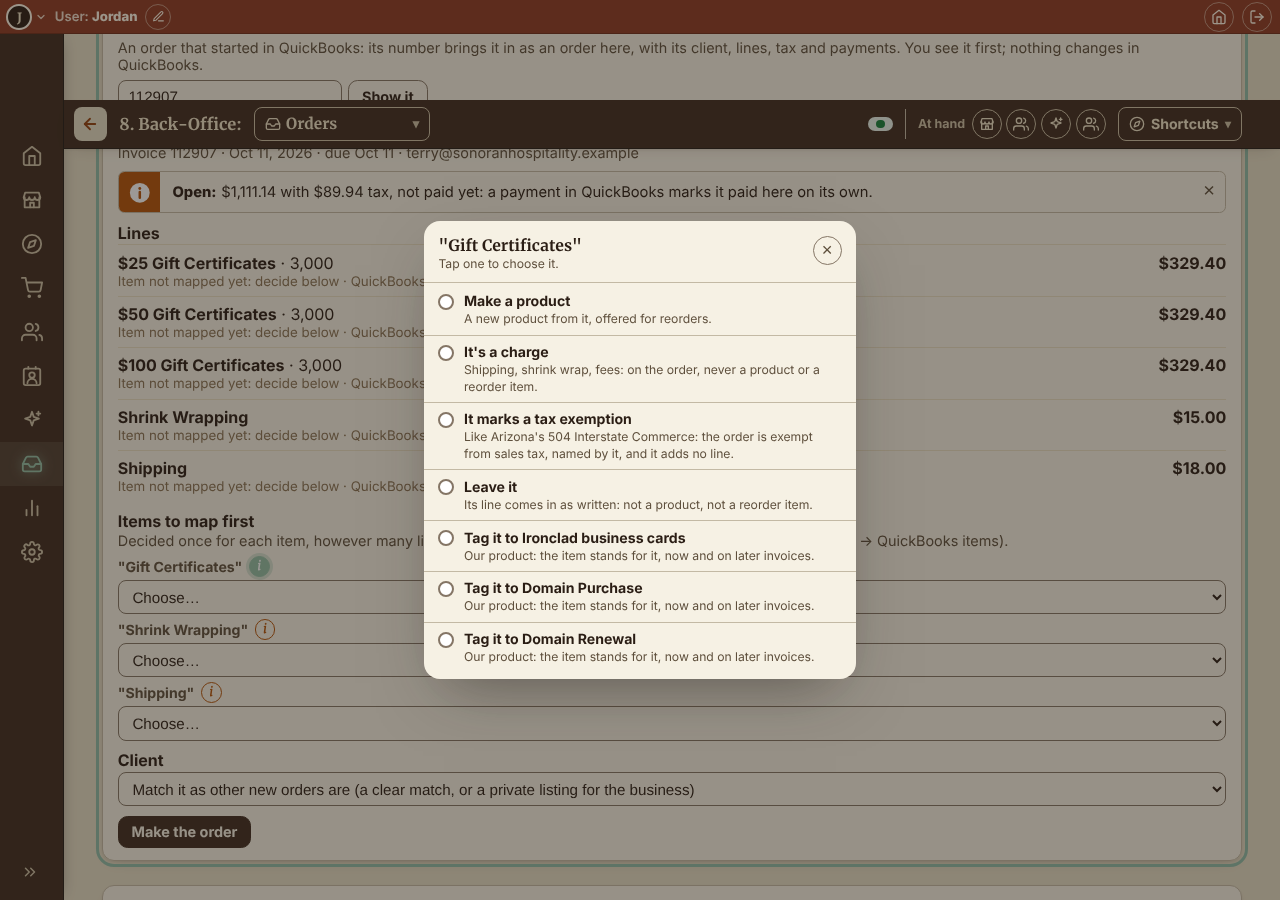 J
User: Jordan
An order that started in QuickBooks: its number brings it in as an order here, with its client, lines, tax and payments. You see it first; nothing changes in
QuickBooks.
112907
Show it
8. Back-Office:
Orders
At hand
Shortcuts
Invoice 112907 · Oct 11, 2026 · due Oct 11 · terry@sonoranhospitality.example
Open: $1,111.14 with $89.94 tax, not paid yet: a payment in QuickBooks marks it paid here on its own.
Lines
$25 Gift Certificates · 3,000
$329.40
Item not mapped yet: decide below · QuickBooks
$50 Gift Certificates · 3,000
$329.40
Item not mapped yet: decide below · QuickBooks
$100 Gift Certificates · 3,000
$329.40
Item not mapped yet: decide below · QuickBooks
Shrink Wrapping
$15.00
Item not mapped yet: decide below · QuickBooks
Shipping
$18.00
Item not mapped yet: decide below · QuickBooks
Items to map first
Decided once for each item, however many li
→ QuickBooks items).
"Gift Certificates"
Choose...
"Shrink Wrapping"
Choose...
"Shipping"
Choose...
Client
Match it as other new orders are (a clear match, or a private listing for the business)
Make the order
"Gift Certificates"
Tap one to choose it.
Make a product
A new product from it, offered for reorders.
It's a charge
Shipping, shrink wrap, fees: on the order, never a product or a
reorder item.
It marks a tax exemption
Like Arizona's 504 Interstate Commerce: the order is exempt
from sales tax, named by it, and it adds no line.
Leave it
Its line comes in as written: not a product, not a reorder item.
Tag it to Ironclad business cards
Our product: the item stands for it, now and on later invoices.
Tag it to Domain Purchase
Our product: the item stands for it, now and on later invoices.
Tag it to Domain Renewal
Our product: the item stands for it, now and on later invoices.